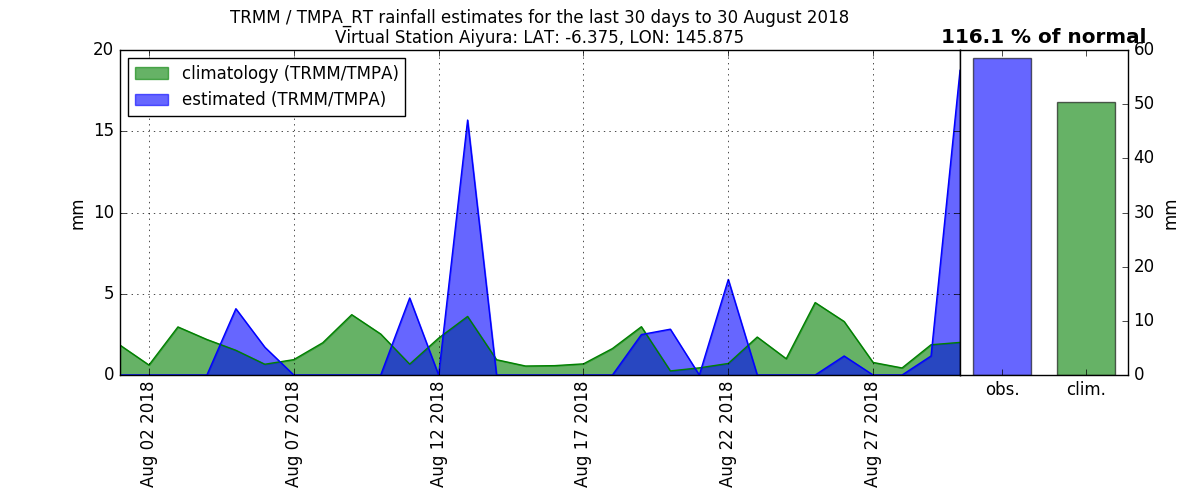 TRMM / TMPA_RT rainfall estimates for the last 30 days to 30 August 2018
Virtual Station Aiyura: LAT: -6.375, LON: 145.875
116.1 % of normal
climatology (TRMM/TMPA)
estimated (TRMM/TMPA)
mm
20
15
10
5
0
Aug 02 2018
Aug 07 2018
Aug 12 2018
Aug 17 2018
Aug 22 2018
Aug 27 2018
obs.
clim.
60
50
40
30
20
10
0
mm